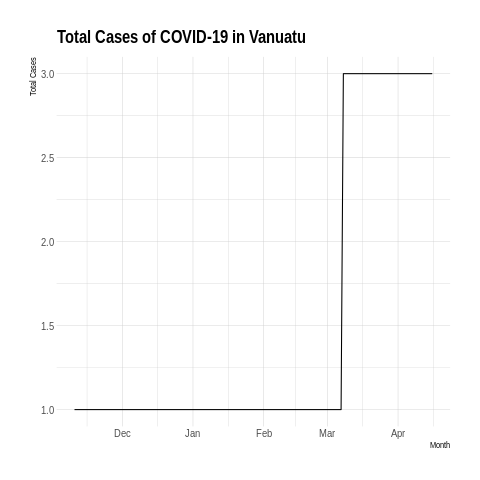 Total Cases of COVID-19 in Vanuatu
Total Cases
3.0
2.5
2.0
1.5
1.0
Dec Jan Feb Mar Apr
Month